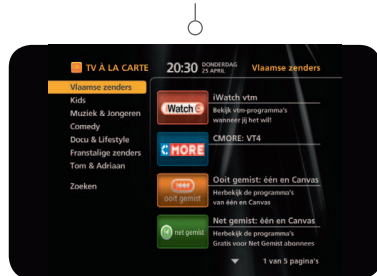 TV À LA CARTE
20:30 DONDERDAG 25 APRIL
Vlaamse zenders
Vlaamse zenders
Kids
Muziek & Jongeren
Comedy
Docu & Lifestyle
Franstalige zenders
Tom & Adriaan
Zoeken
iWatch
iWatch vtm
Bekijk vtm-programma's
wanneer jij het wil!
C MORE
CMORE: VT4
ooit gemist
Ooit gemist: één en Canvas
Herbekijk de programma's
van één en Canvas
net gemist
Net gemist: één en Canvas
Herbekijk de programma's
Gratis voor Net Gemist abonnees
1 van 5 pagina's